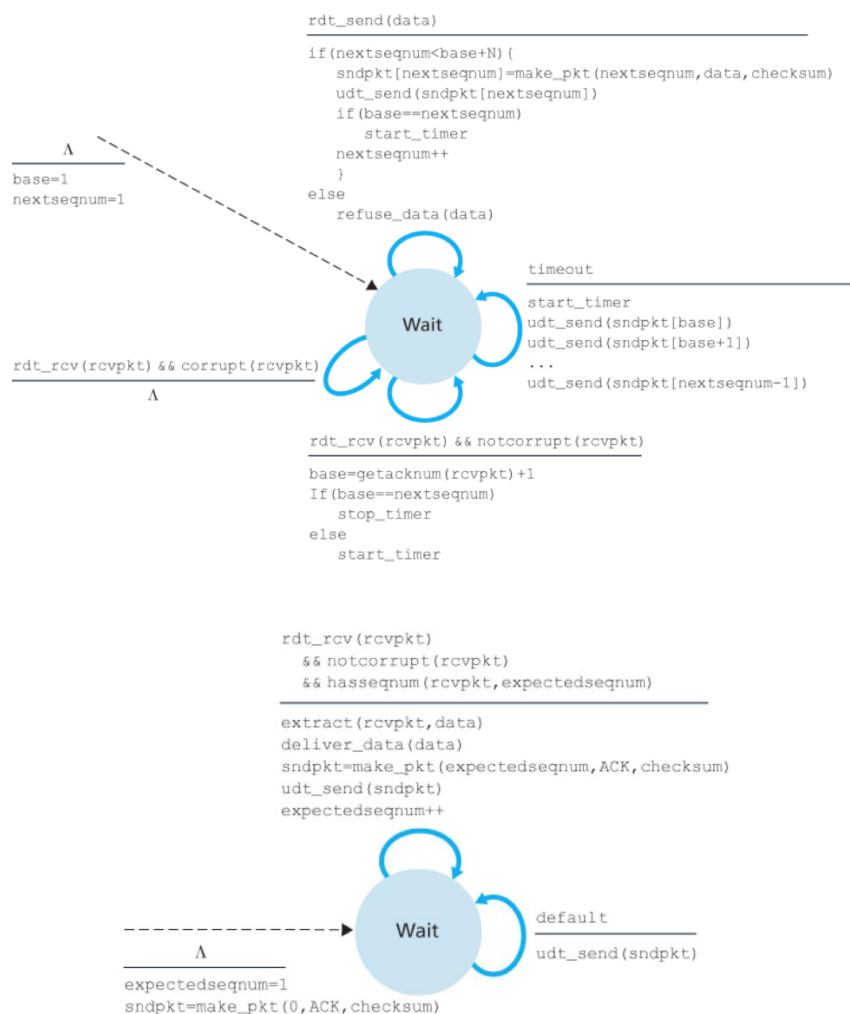 rdt_send(data)
if(nextseqnum<base+N){
sndpkt[nextseqnum]=make_pkt(nextseqnum,data,checksum)
udt_send(sndpkt[nextseqnum])
if(base==nextseqnum)
start_timer
nextseqnum++
}
else
refuse_data(data)
Λ
base=1
nextseqnum=1
Wait
timeout
start_timer
udt_send(sndpkt[base])
udt_send(sndpkt[base+1])
...
udt_send(sndpkt[nextseqnum-1])
rdt_rcv(rcvpkt) && corrupt(rcvpkt)
Λ
rdt_rcv(rcvpkt) && notcorrupt(rcvpkt)
base=getacknum(rcvpkt)+1
If(base==nextseqnum)
stop_timer
else
start_timer
rdt_rcv(rcvpkt)
&& notcorrupt(rcvpkt)
&& hasseqnum(rcvpkt,expectedseqnum)
extract(rcvpkt,data)
deliver_data(data)
sndpkt=make_pkt(expectedseqnum,ACK,checksum)
udt_send(sndpkt)
expectedseqnum++
Wait
default
udt_send(sndpkt)
Λ
expectedseqnum=1
sndpkt=make_pkt(0,ACK,checksum)